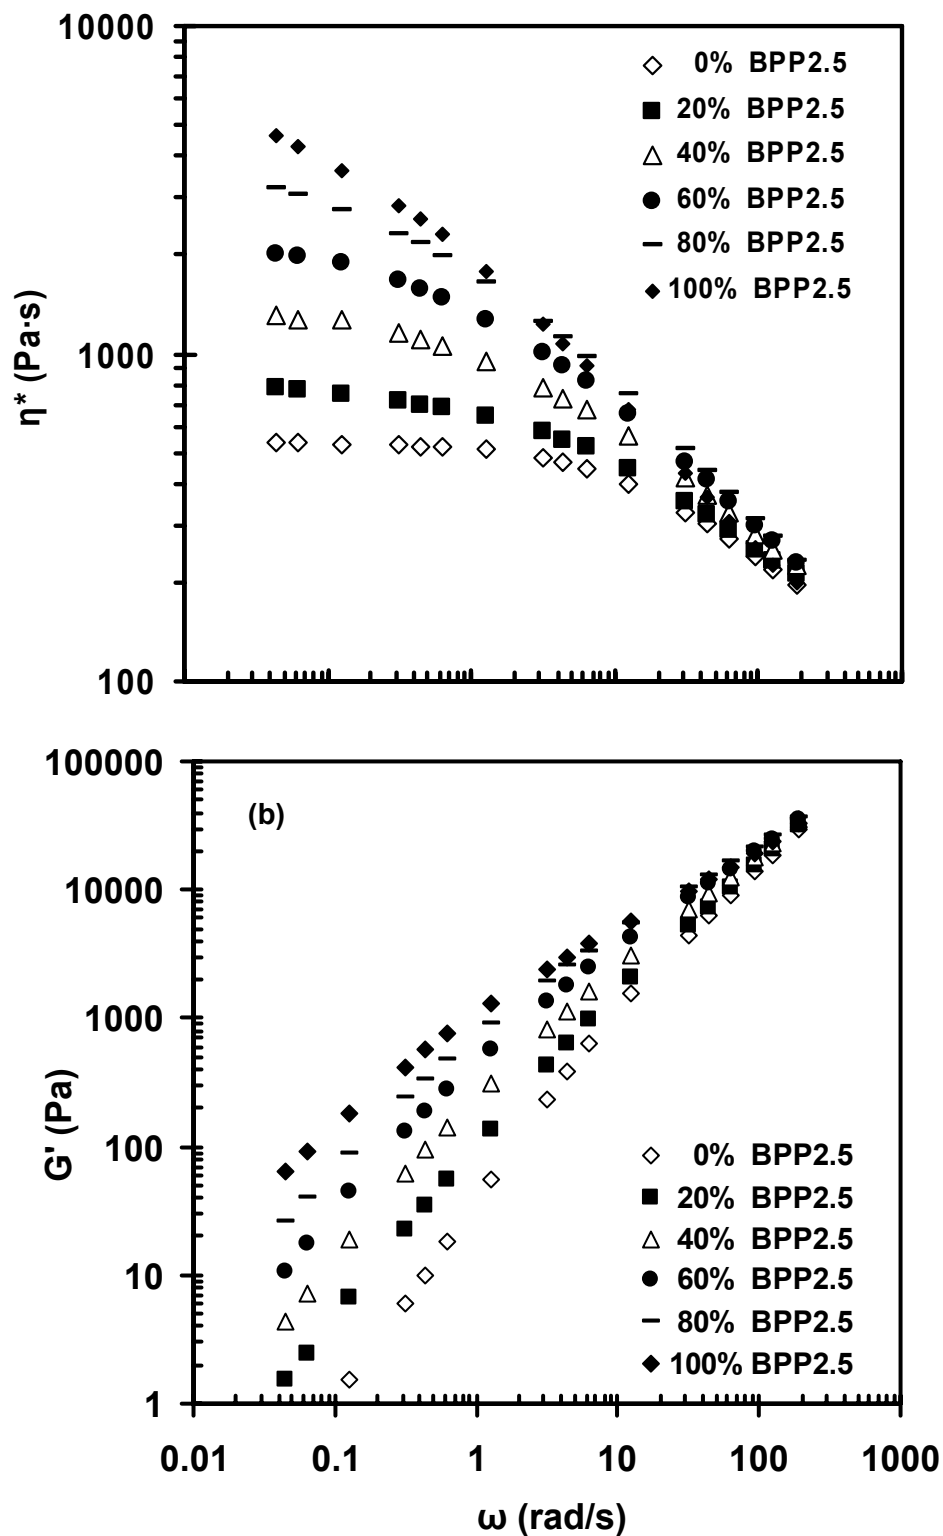 10000
0% BPP2.5
20% BPP2.5
40% BPP2.5
60% BPP2.5
80% BPP2.5
100% BPP2.5
η* (Pa·s)
1000
100
100000
(b)
10000
1000
G' (Pa)
100
0% BPP2.5
20% BPP2.5
40% BPP2.5
10
60% BPP2.5
80% BPP2.5
100% BPP2.5
1
0.01 0.1 1 10 100 1000
ω (rad/s)